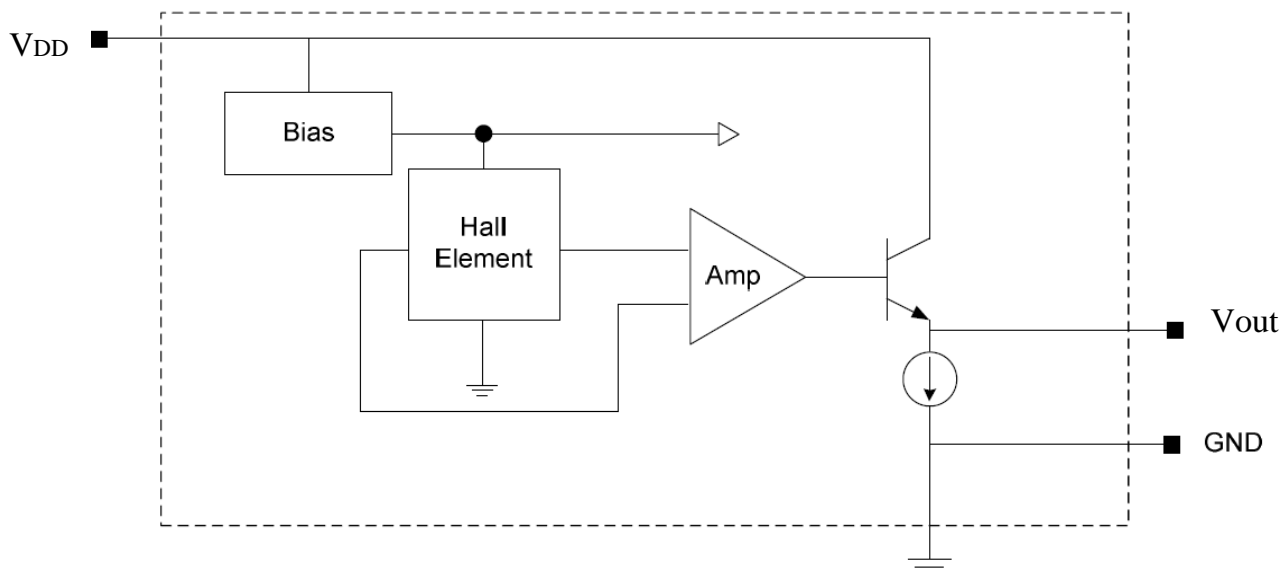 VDD
Bias
Hall
Element
Amp
Vout
GND